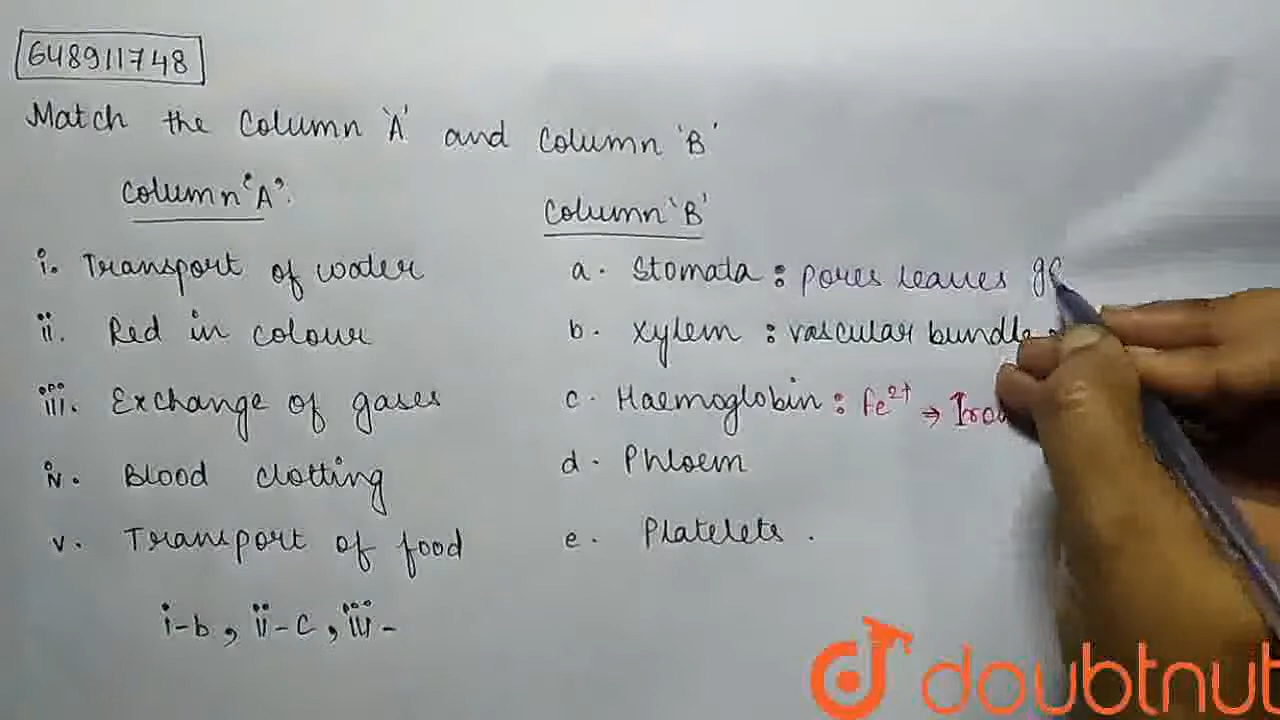 648911748
Match the Column 'A' and Column 'B'
Column 'A'.
Column 'B'
i. Transport of water
a. Stomata : pores leaves
ii. Red in colour
b. Xylem : vascular bundle
iii. Exchange of gases
c. Haemoglobin : Fe2+ ⇒
iv. Blood clotting
d. Phloem
v. Transport of food
e. Platelets.
i-b, ii-c, iii-
doubtnut